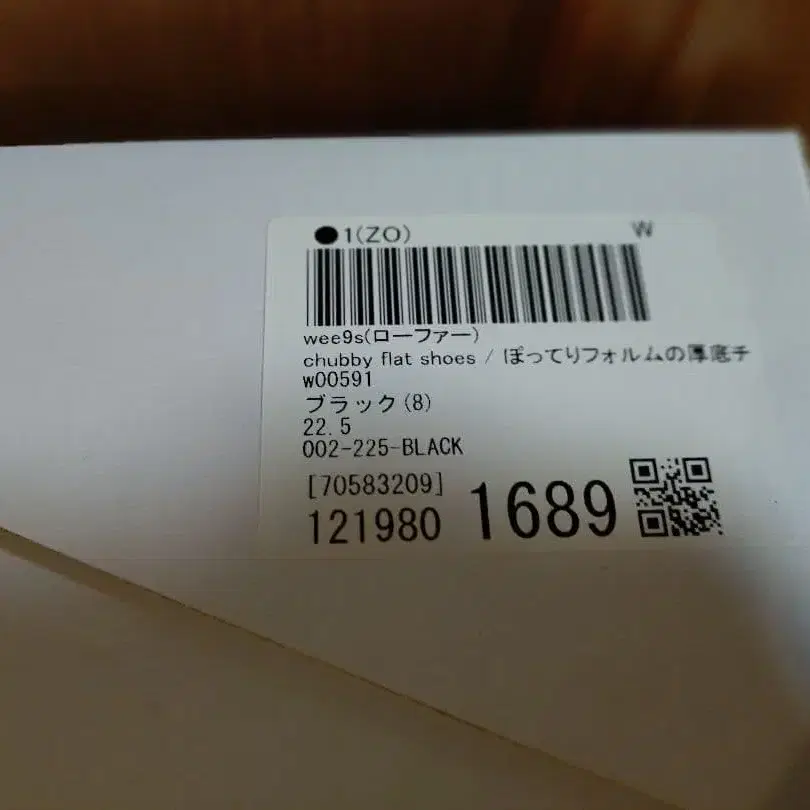 ●1(ZO) W
wee9s(ローファー)
chubby flat shoes / ぽってりフォルムの厚底チ
w00591
ブラック(8)
22.5
002-225-BLACK
[70583209]
121980 1689